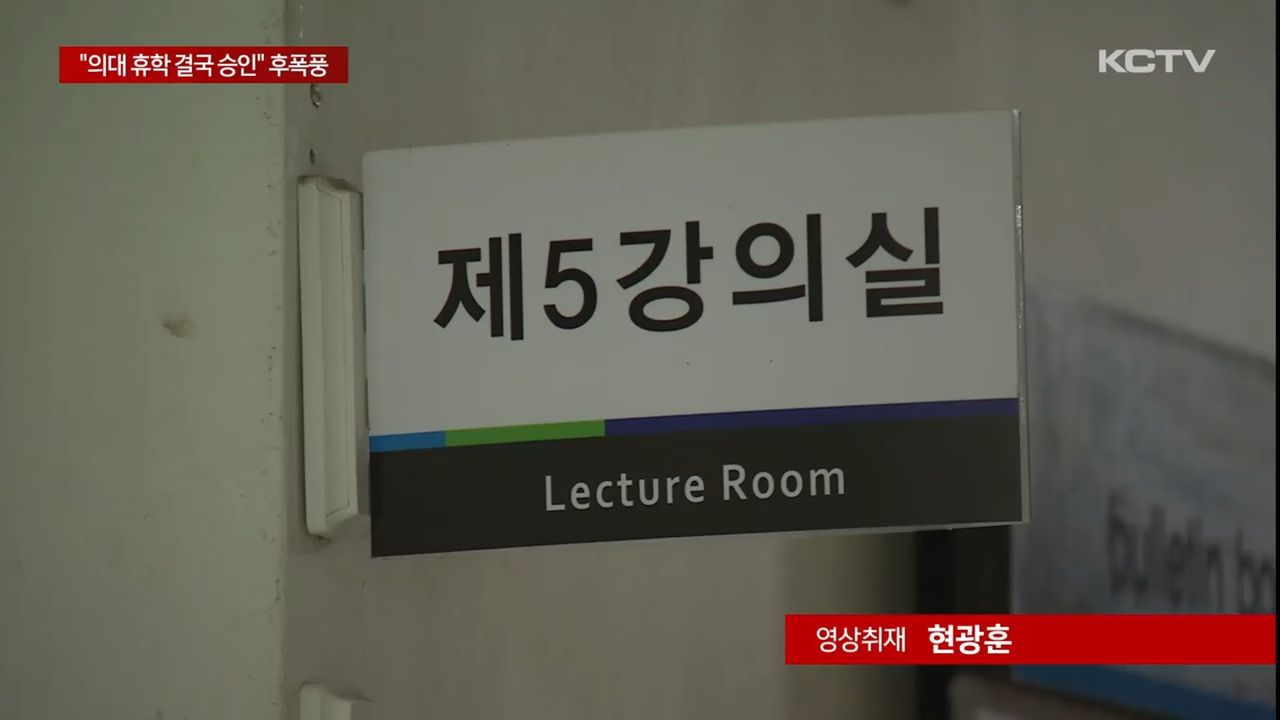 "의대 휴학 결국 승인" 후폭풍
KCTV
제5강의실
Lecture Room
bulletin
영상취재 현광훈